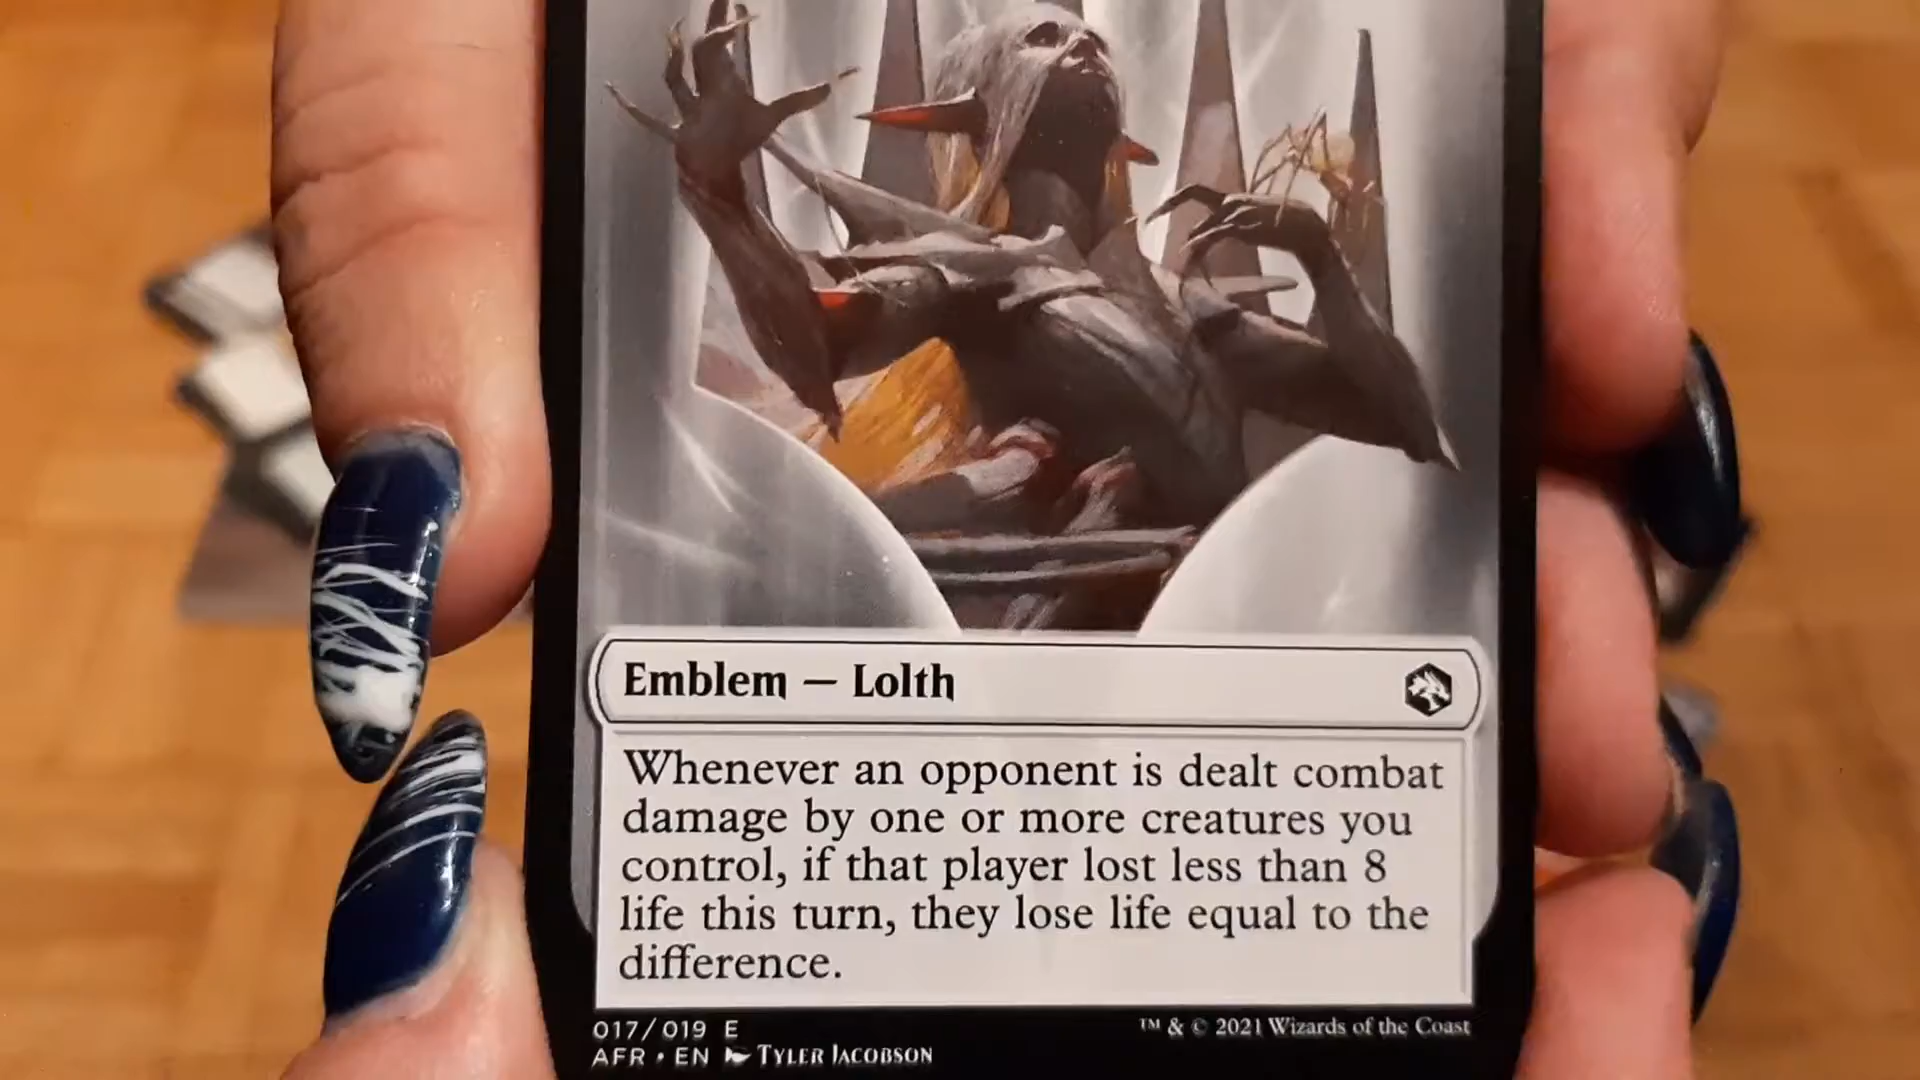 Emblem — Lolth
Whenever an opponent is dealt combat
damage by one or more creatures you
control, if that player lost less than 8
life this turn, they lose life equal to the
difference.
017/019 E
™ & © 2021 Wizards of the Coast
AFR • EN Tyler Jacobson